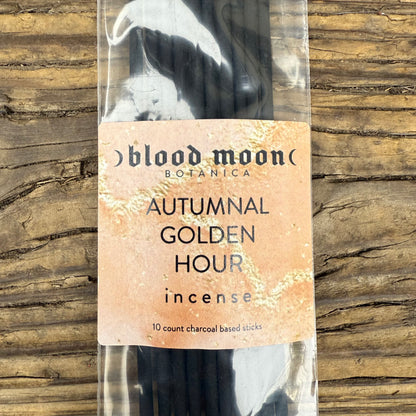 )blood moon(
BOTANICA
AUTUMNAL
GOLDEN
HOUR
incense
10 count charcoal based sticks